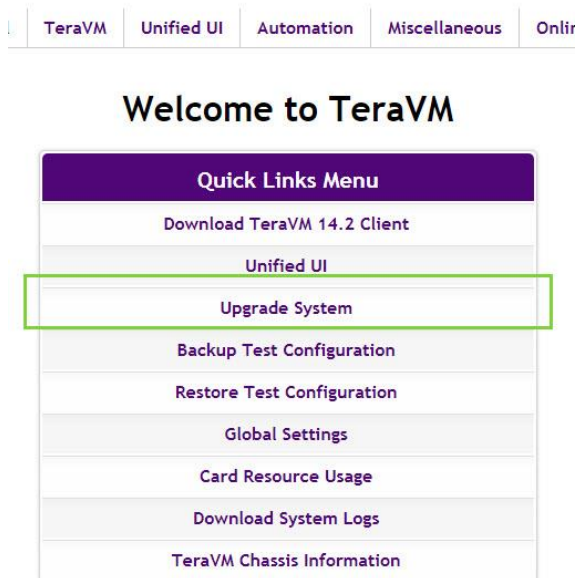 TeraVM Unified UI Automation Miscellaneous
Welcome to TeraVM
Quick Links Menu
Download TeraVM 14.2 Client
Unified UI
Upgrade System
Backup Test Configuration
Restore Test Configuration
Global Settings
Card Resource Usage
Download System Logs
TeraVM Chassis Information